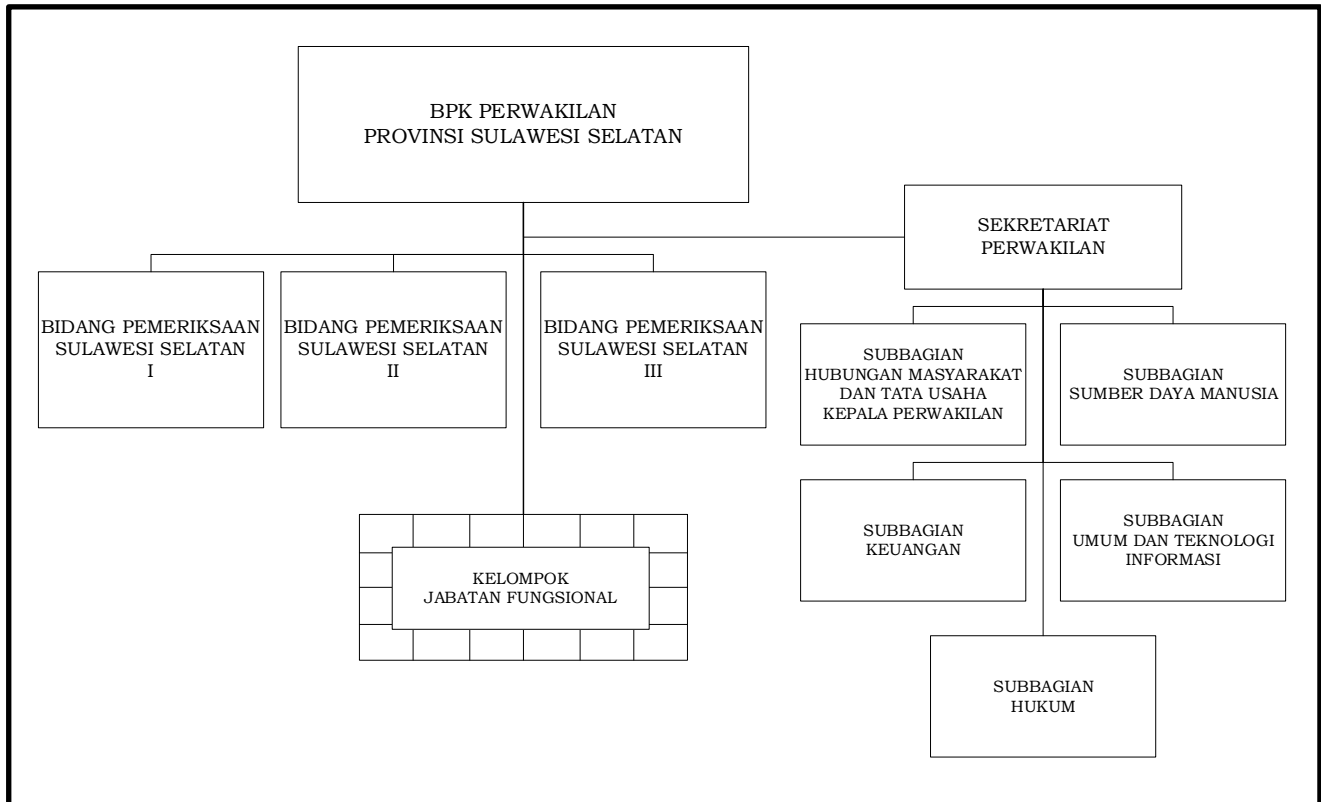 BPK PERWAKILAN
PROVINSI SULAWESI SELATAN
SEKRETARIAT
PERWAKILAN
BIDANG PEMERIKSAAN
SULAWESI SELATAN
I
BIDANG PEMERIKSAAN
SULAWESI SELATAN
II
BIDANG PEMERIKSAAN
SULAWESI SELATAN
III
SUBBAGIAN
HUBUNGAN MASYARAKAT
DAN TATA USAHA
KEPALA PERWAKILAN
SUBBAGIAN
SUMBER DAYA MANUSIA
SUBBAGIAN
KEUANGAN
SUBBAGIAN
UMUM DAN TEKNOLOGI
INFORMASI
KELOMPOK
JABATAN FUNGSIONAL
SUBBAGIAN
HUKUM